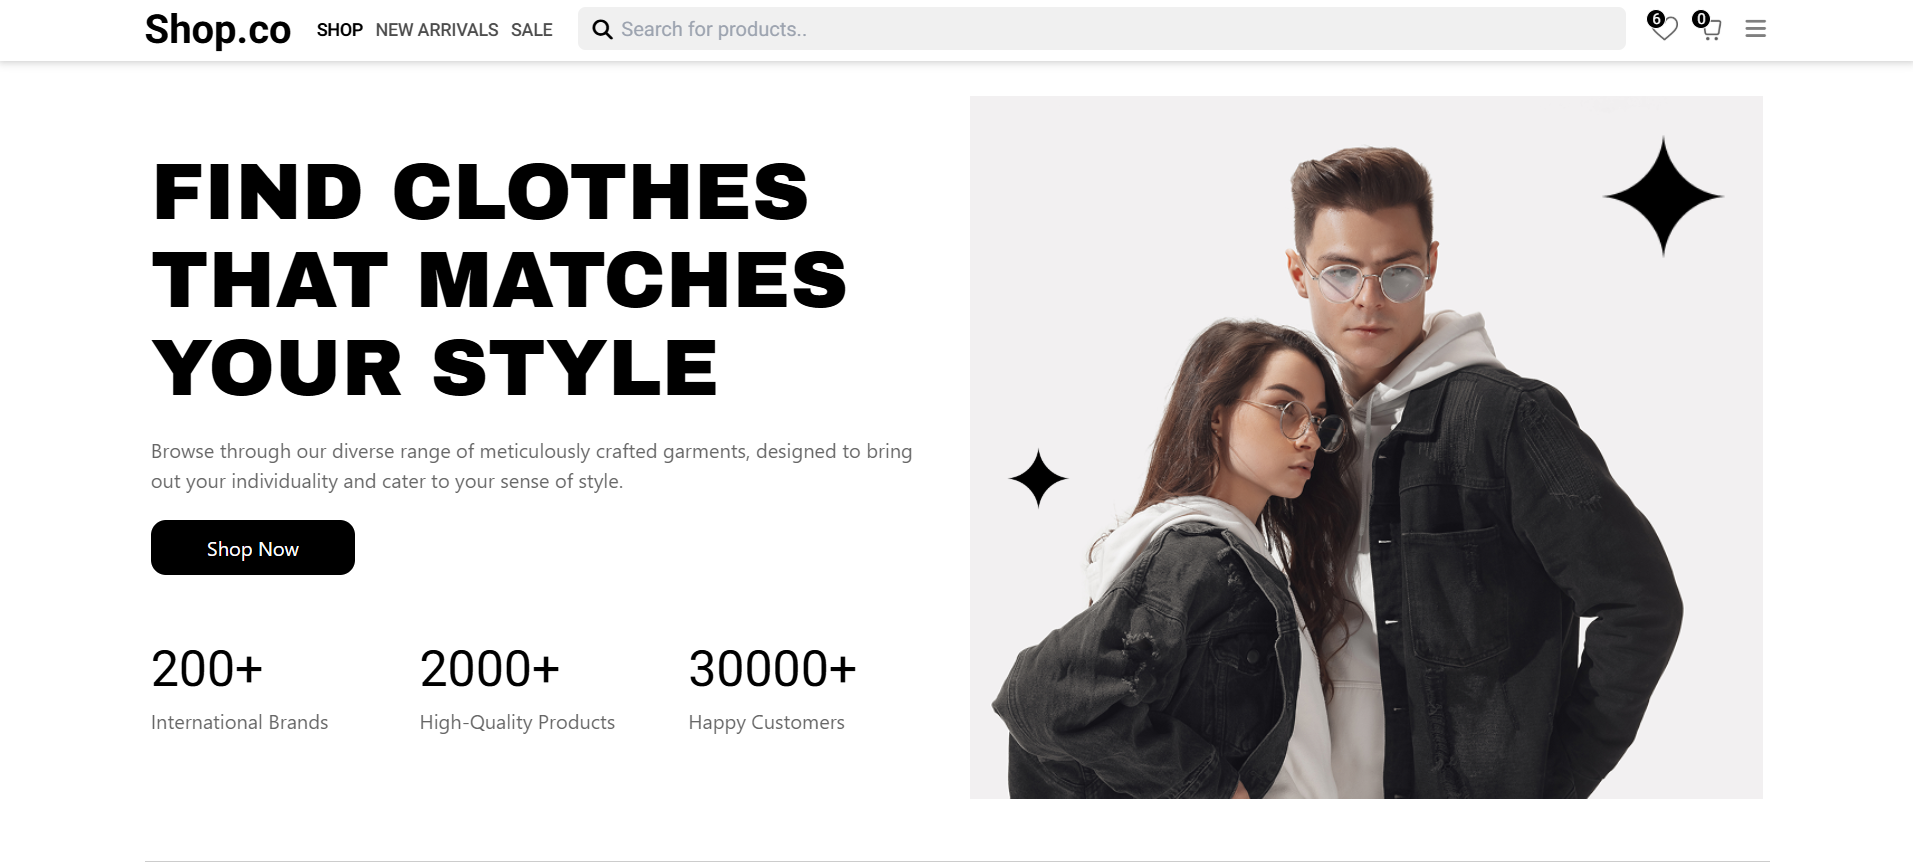 Shop.co
SHOP NEW ARRIVALS SALE
Search for products..
6
0
FIND CLOTHES
THAT MATCHES
YOUR STYLE
Browse through our diverse range of meticulously crafted garments, designed to bring
out your individuality and cater to your sense of style.
Shop Now
200+
International Brands
2000+
High-Quality Products
30000+
Happy Customers